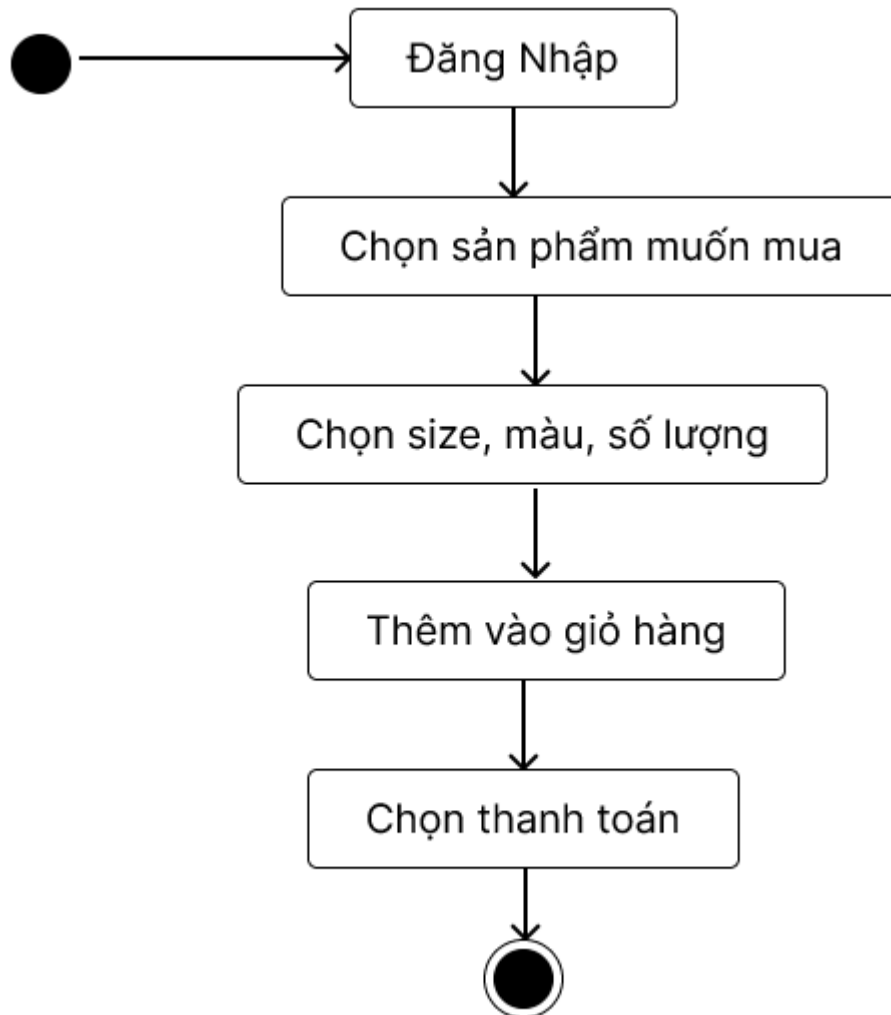 Đăng Nhập
Chọn sản phẩm muốn mua
Chọn size, màu, số lượng
Thêm vào giỏ hàng
Chọn thanh toán